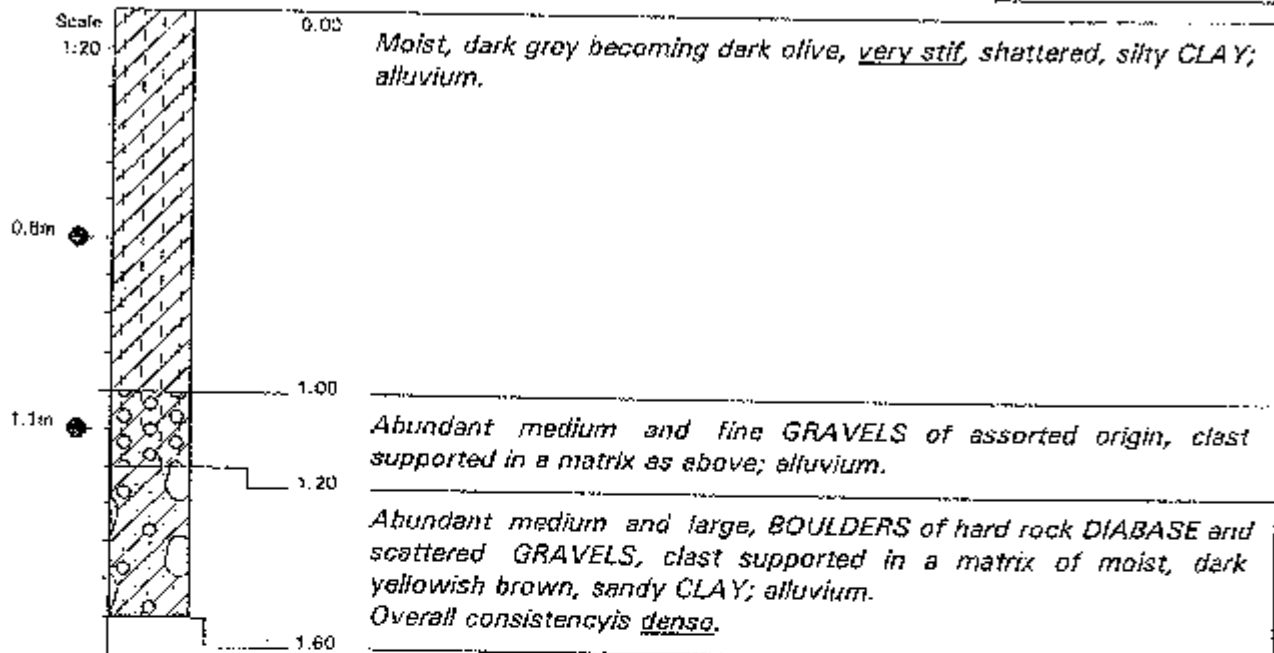 Scale
1:20
0.00
Moist, dark grey becoming dark olive, very stif, shattered, silty CLAY;
alluvium.
0.8m
1.00
1.1m
Abundant medium and fine GRAVELS of assorted origin, clast
supported in a matrix as above; alluvium.
1.20
Abundant medium and large, BOULDERS of hard rock DIABASE and
scattered GRAVELS, clast supported in a matrix of moist, dark
yellowish brown, sandy CLAY; alluvium.
Overall consistencyis dense.
1.60